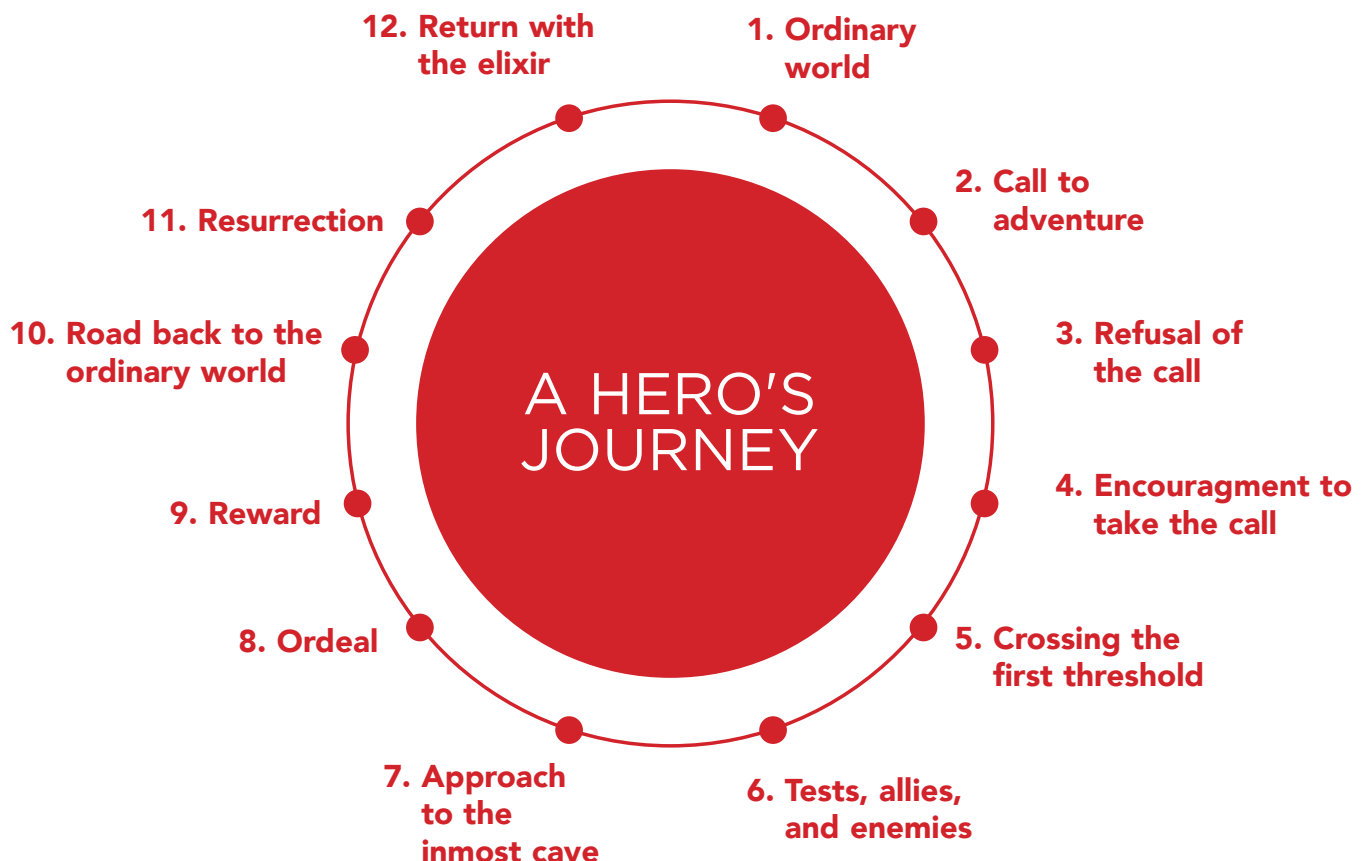 12. Return with
the elixir
1. Ordinary
world
2. Call to
adventure
3. Refusal of
the call
4. Encouragment to
take the call
5. Crossing the
first threshold
6. Tests, allies,
and enemies
7. Approach
to the
inmost cave
8. Ordeal
9. Reward
10. Road back to the
ordinary world
11. Resurrection
A HERO'S
JOURNEY